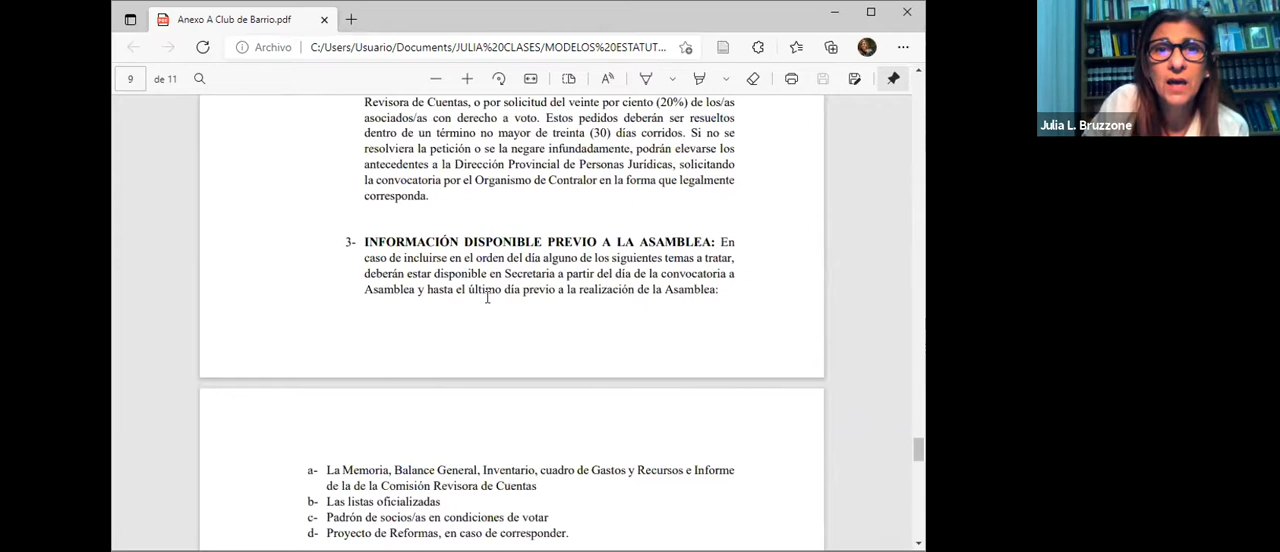 Anexo A Club de Barrio.pdf
Archivo
C:/Users/Usuario/Documents/JULIA%20CLASES/MODELOS%20ESTATUT...
9
de 11
Julia L. Bruzzone
Revisora de Cuentas, o por solicitud del veinte por ciento (20%) de los/as
asociados/as con derecho a voto. Estos pedidos deberán ser resueltos
dentro de un término no mayor de treinta (30) días corridos. Si no se
resolviera la petición o se la negare infundadamente, podrán elevarse los
antecedentes a la Dirección Provincial de Personas Jurídicas, solicitando
la convocatoria por el Organismo de Contralor en la forma que legalmente
corresponda.
3- INFORMACIÓN DISPONIBLE PREVIO A LA ASAMBLEA: En
caso de incluirse en el orden del día alguno de los siguientes temas a tratar,
deberán estar disponible en Secretaria a partir del día de la convocatoria a
Asamblea y hasta el último día previo a la realización de la Asamblea:
a- La Memoria, Balance General, Inventario, cuadro de Gastos y Recursos e Informe
de la de la Comisión Revisora de Cuentas
b- Las listas oficializadas
c- Padrón de socios/as en condiciones de votar
d- Proyecto de Reformas, en caso de corresponder.